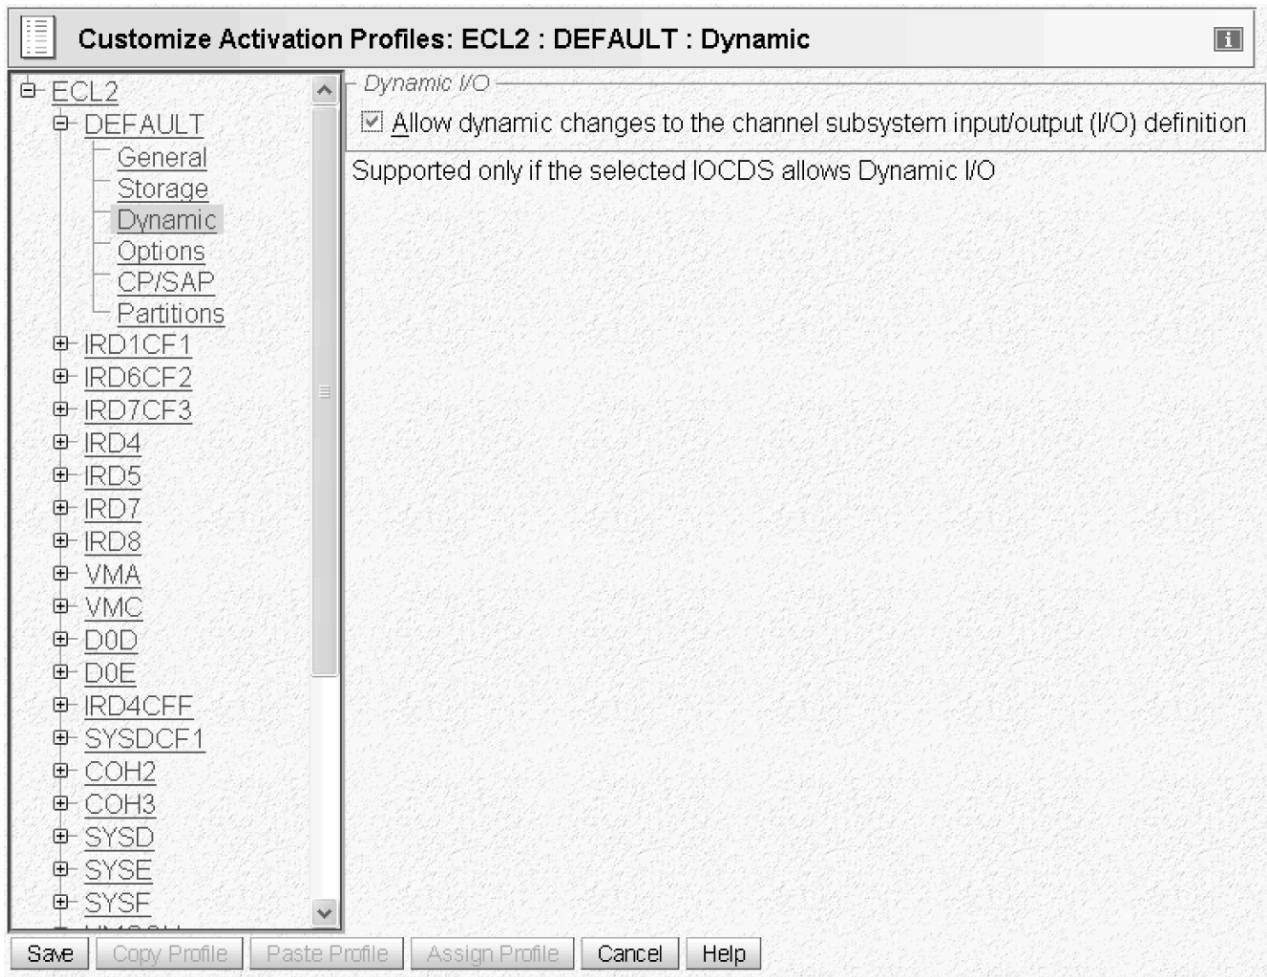 Customize Activation Profiles: ECL2 : DEFAULT : Dynamic
i
ECL2
DEFAULT
General
Storage
Dynamic
Options
CP/SAP
Partitions
IRD1CF1
IRD6CF2
IRD7CF3
IRD4
IRD5
IRD7
IRD8
VMA
VMC
D0D
D0E
IRD4CFF
SYSDCF1
COH2
COH3
SYSD
SYSE
SYSF
Dynamic I/O
Allow dynamic changes to the channel subsystem input/output (I/O) definition
Supported only if the selected IOCDS allows Dynamic I/O
Save Copy Profile Paste Profile Assign Profile Cancel Help